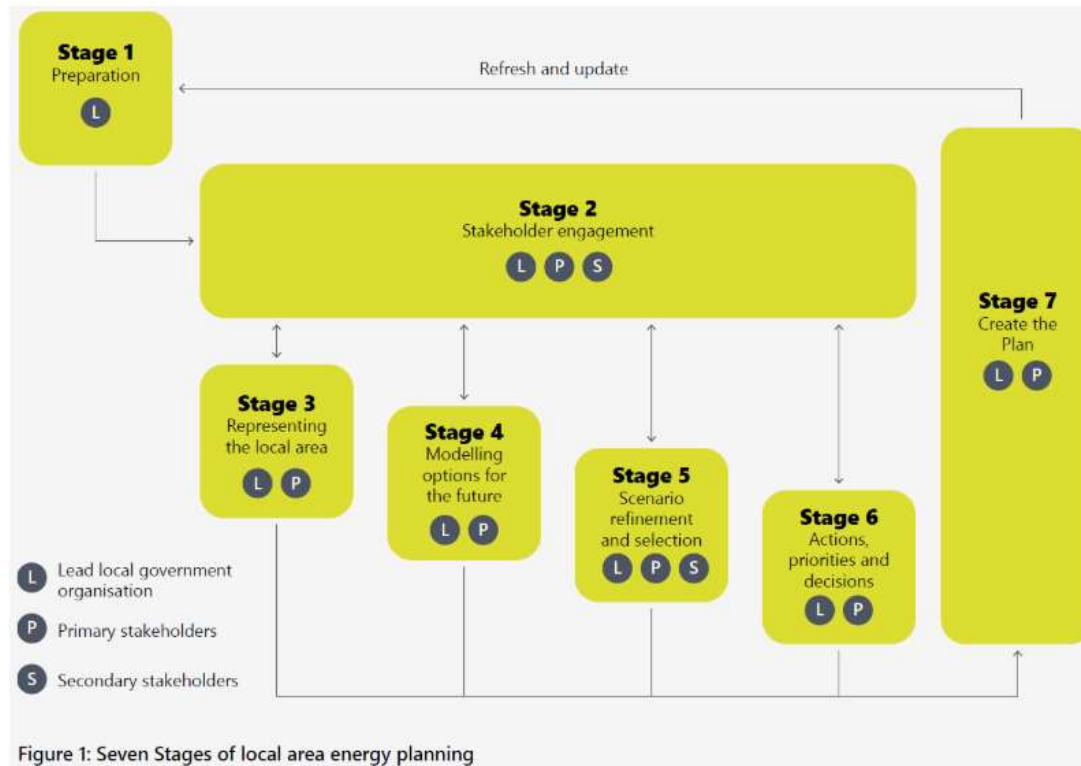 Stage 1
Preparation
L
Refresh and update
Stage 2
Stakeholder engagement
L P S
Stage 3
Representing
the local area
L P
Stage 4
Modelling
options for
the future
L P
Stage 5
Scenario
refinement
and selection
L P S
Stage 6
Actions,
priorities and
decisions
L P
Stage 7
Create the
Plan
L P
L Lead local government
organisation
P Primary stakeholders
S Secondary stakeholders
Figure 1: Seven Stages of local area energy planning